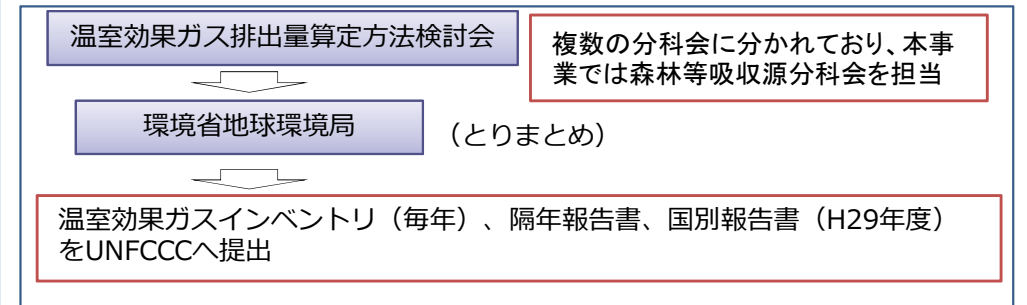 温室効果ガス排出量算定方法検討会
複数の分科会に分かれており、本事
業では森林等吸収源分科会を担当
環境省地球環境局
（とりまとめ）
温室効果ガスインベントリ（毎年）、隔年報告書、国別報告書（H29年度）
をUNFCCCへ提出